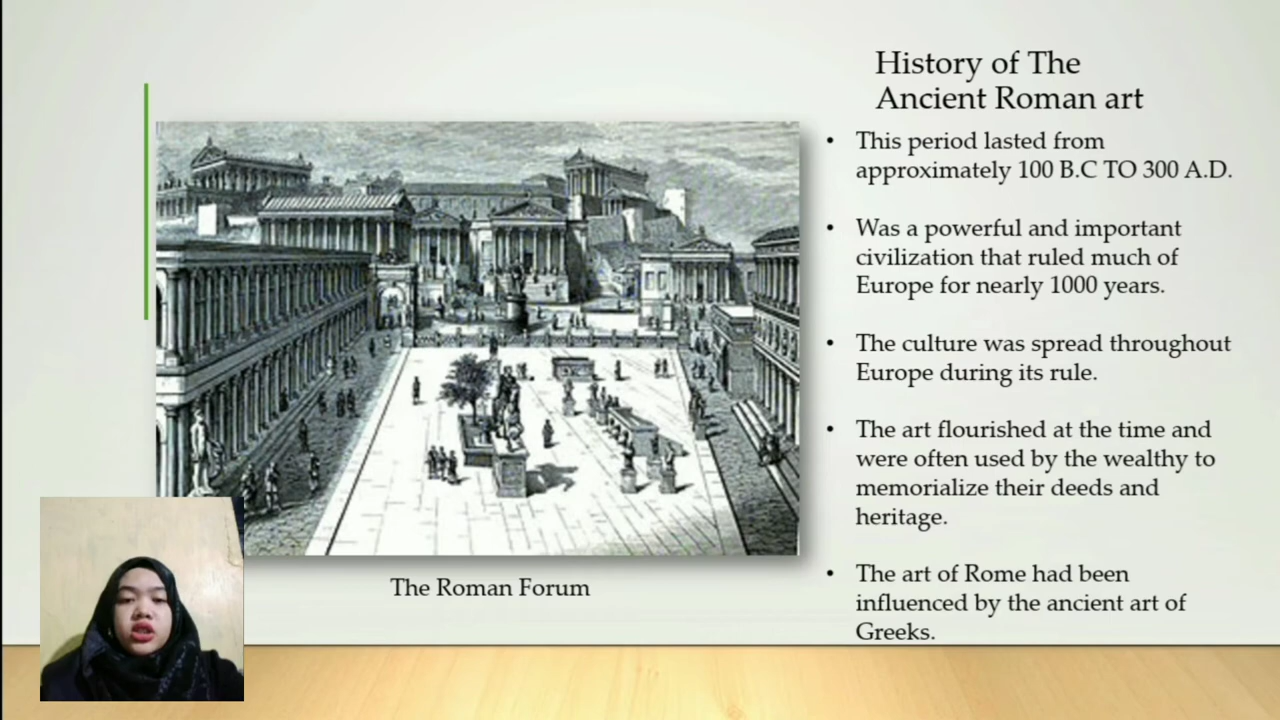 History of The
Ancient Roman art
• This period lasted from
approximately 100 B.C TO 300 A.D.
• Was a powerful and important
civilization that ruled much of
Europe for nearly 1000 years.
• The culture was spread throughout
Europe during its rule.
• The art flourished at the time and
were often used by the wealthy to
memorialize their deeds and
heritage.
• The art of Rome had been
influenced by the ancient art of
Greeks.
The Roman Forum